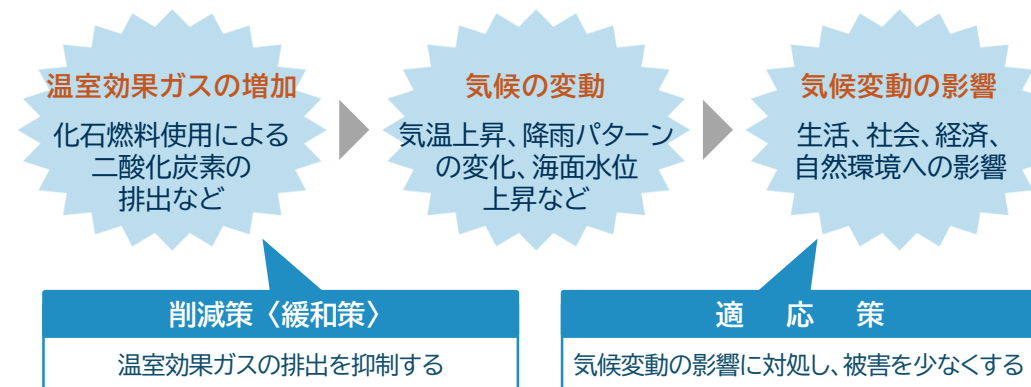 温室効果ガスの増加
化石燃料使用による
二酸化炭素の
排出など
気候の変動
気温上昇、降雨パターン
の変化、海面水位
上昇など
気候変動の影響
生活、社会、経済、
自然環境への影響
削減策〈緩和策〉
温室効果ガスの排出を抑制する
適 応 策
気候変動の影響に対処し、被害を少なくする